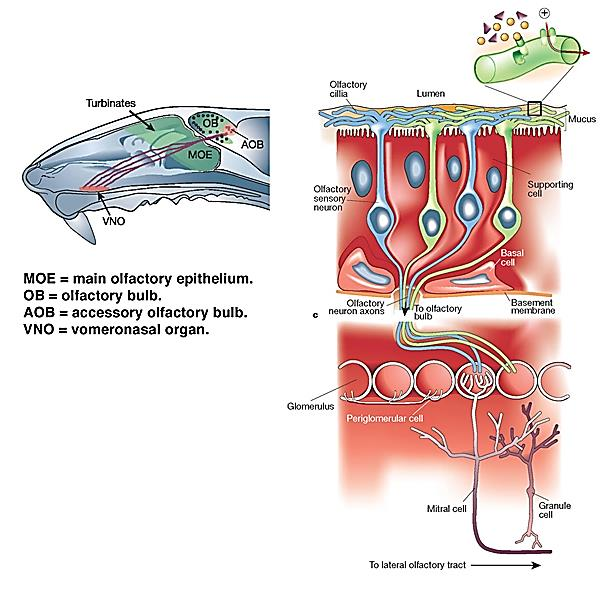 Turbinates
OB
AOB
MOE
VNO
MOE = main olfactory epithelium.
OB = olfactory bulb.
AOB = accessory olfactory bulb.
VNO = vomeronasal organ.
+
Olfactory
cillia
Lumen
Mucus
Olfactory
sensory
neuron
Supporting
cell
Basal
cell
Olfactory
neuron axons
To olfactory
bulb
Basement
membrane
c
Glomerulus
Periglomerular cell
Mitral cell
Granule
cell
To lateral olfactory tract